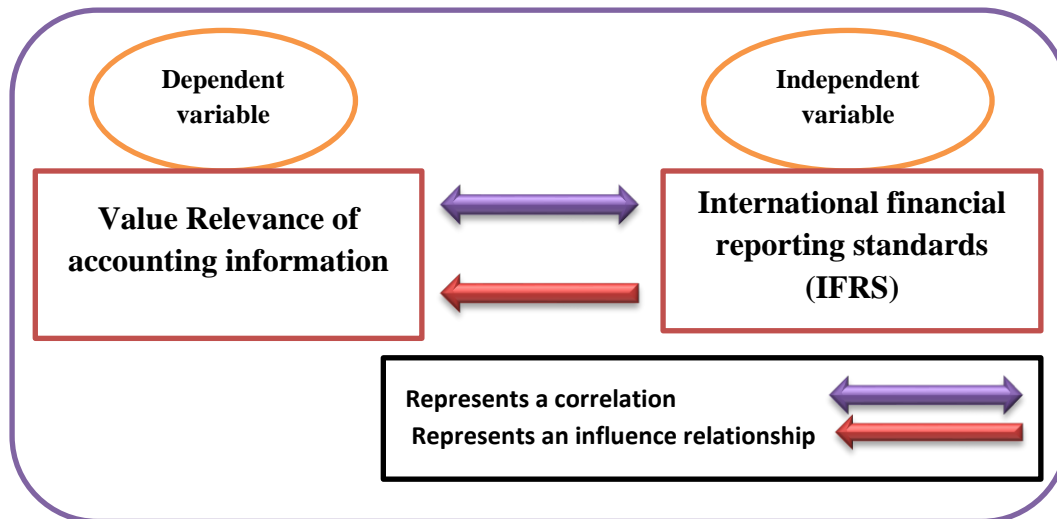 Dependent
variable
Independent
variable
Value Relevance of
accounting information
International financial
reporting standards
(IFRS)
Represents a correlation
Represents an influence relationship